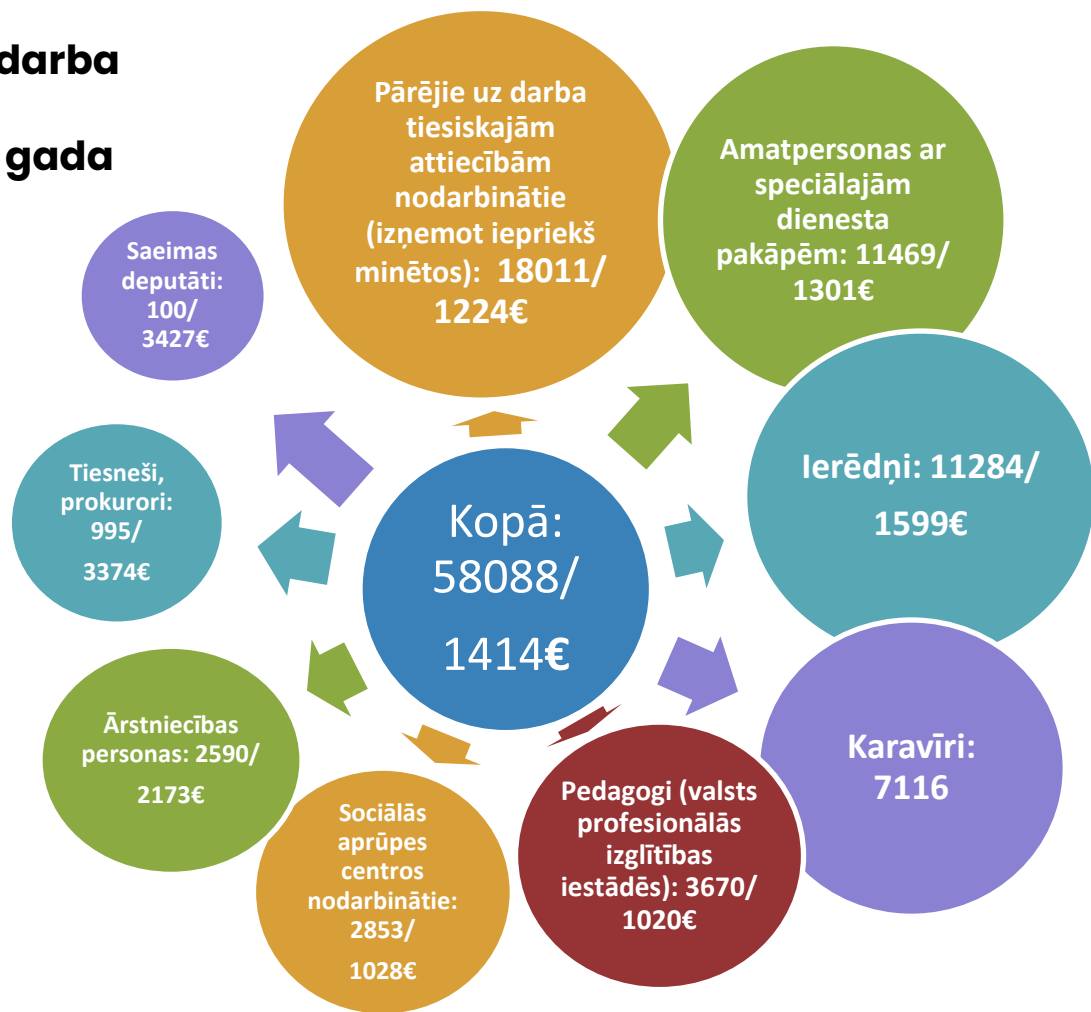 darba
gada
Pārējie uz darba
tiesiskajām
attiecībām
nodarbinātie
(izņemot iepriekš
minētos): 18011/
1224€
Amatpersonas ar
speciālajām
dienesta
pakāpēm: 11469/
1301€
Ierēdņi: 11284/
1599€
Karavīri:
7116
Pedagogi (valsts
profesionālās
izglītības
iestādēs): 3670/
1020€
Sociālās
aprūpes
centros
nodarbinātie:
2853/
1028€
Ārstniecības
personas: 2590/
2173€
Tiesneši,
prokurori:
995/
3374€
Saeimas
deputāti:
100/
3427€
Kopā:
58088/
1414€